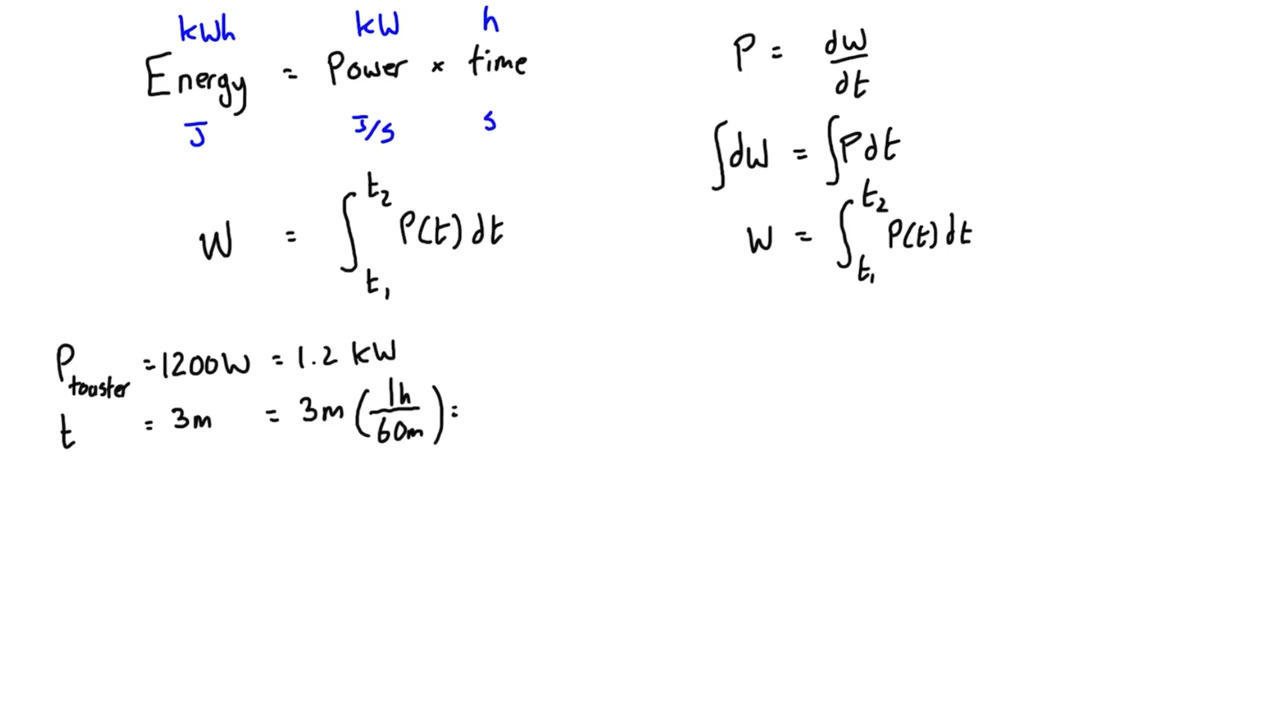 kWh kW h
Energy = Power × time
J J/s s
W = ∫_{t₁}^{t₂} P(t) dt
P = dW/dt
∫dW = ∫Pdt
W = ∫_{t₁}^{t₂} P(t) dt
P_toaster = 1200W = 1.2 kW
t = 3m = 3m (1h/60m) =